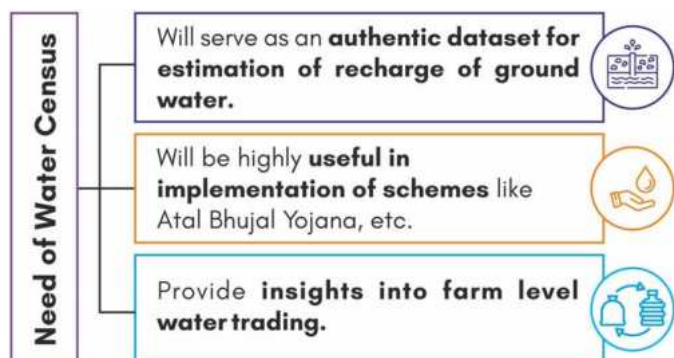 Need of Water Census
Will serve as an authentic dataset for
estimation of recharge of ground
water.
Will be highly useful in
implementation of schemes like
Atal Bhujal Yojana, etc.
Provide insights into farm level
water trading.